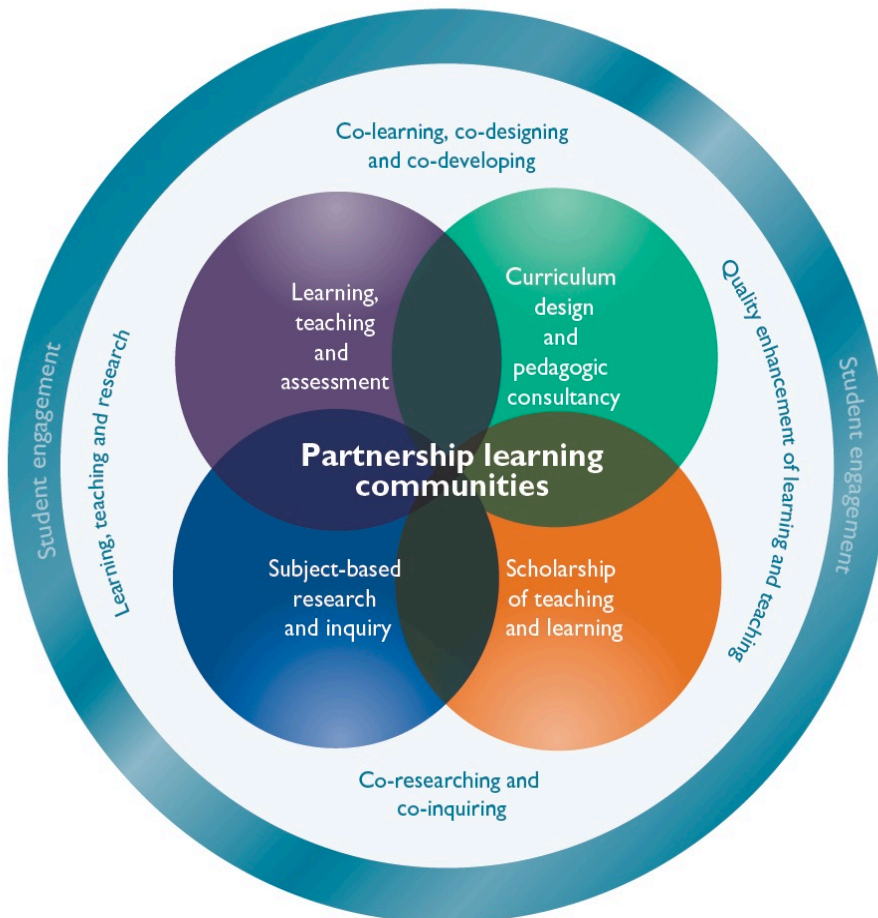 Co-learning, co-designing
and co-developing
Student engagement
Learning, teaching and research
Learning,
teaching
and
assessment
Curriculum
design
and
pedagogic
consultancy
Quality enhancement of learning and teaching
Student engagement
Partnership learning
communities
Subject-based
research
and inquiry
Scholarship
of teaching
and learning
Co-researching and
co-inquiring